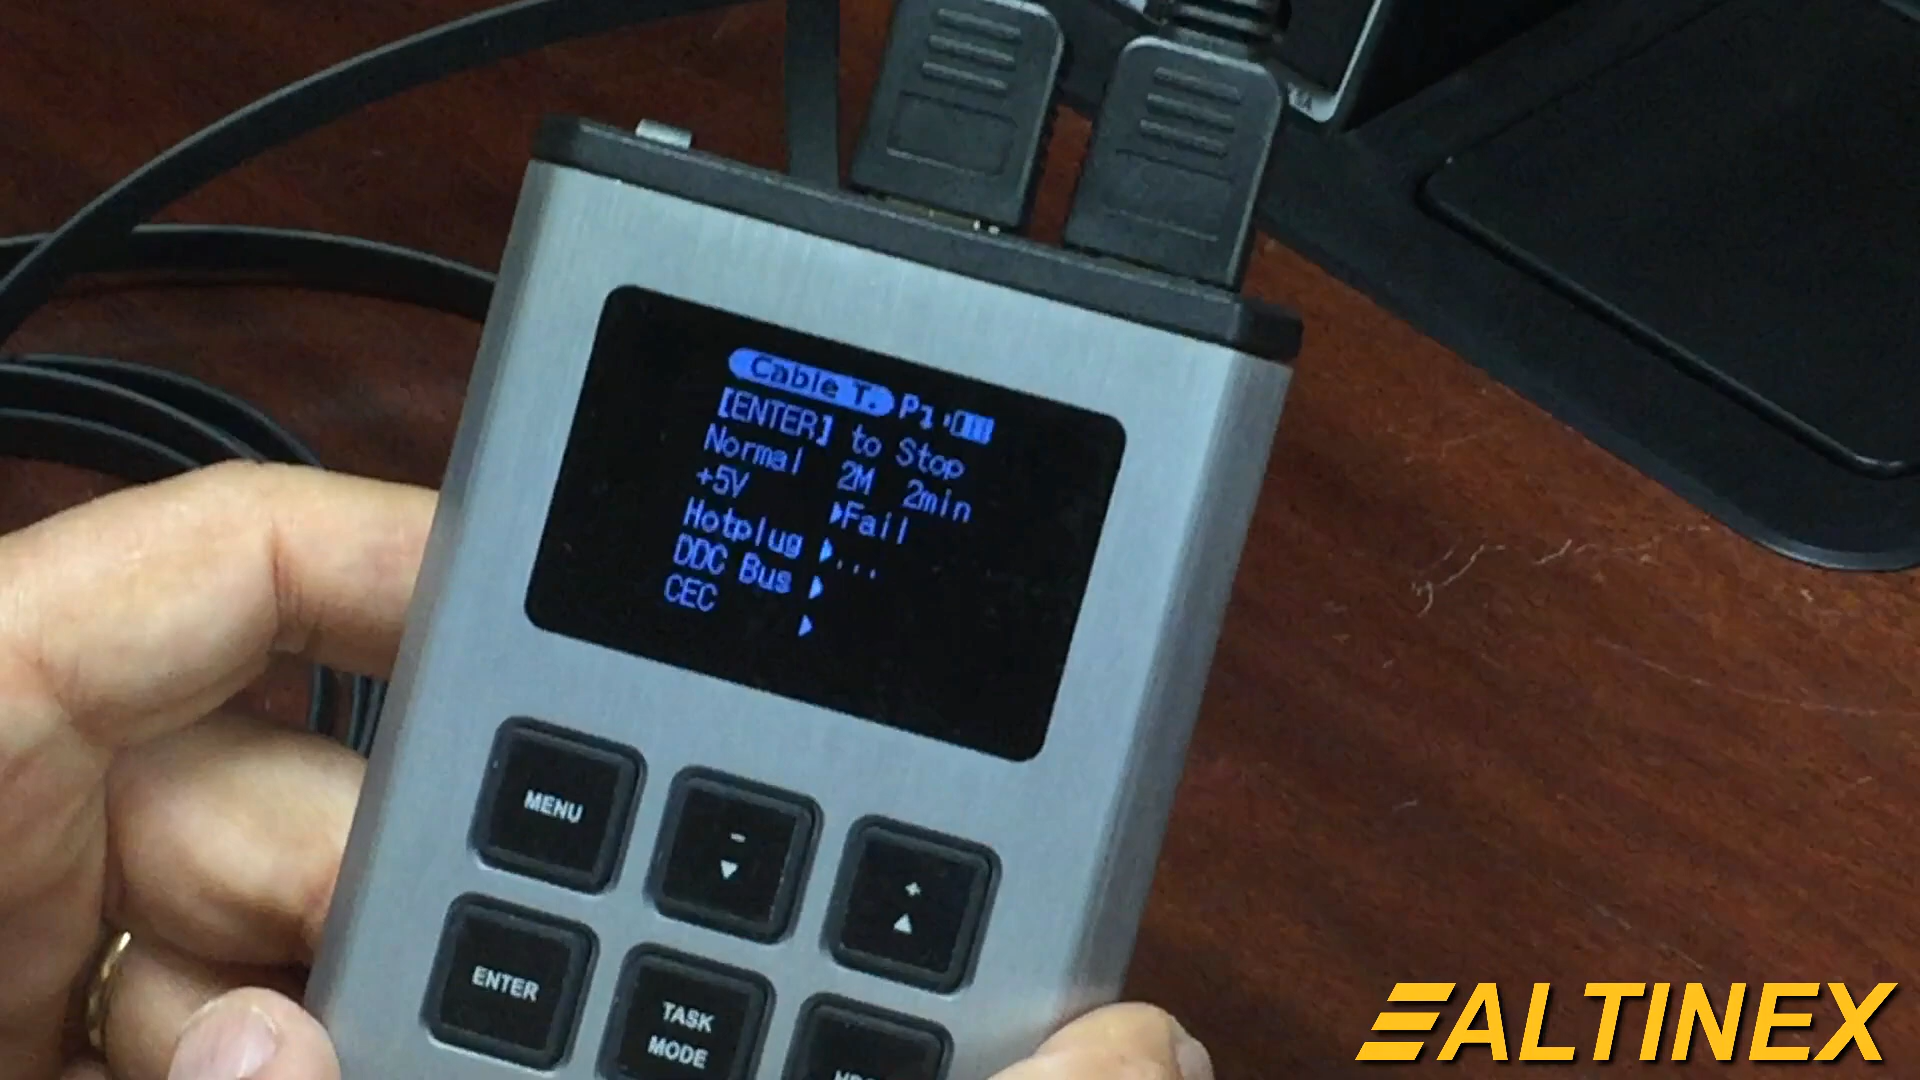 Cable T. P1
[ENTER] to Stop
Normal 2M 2min
+5V ▶Fail
Hotplug ▶...
DDC Bus ▶
CEC ▶
MENU
-
▼
+
▲
ENTER
TASK
MODE
ALTINEX